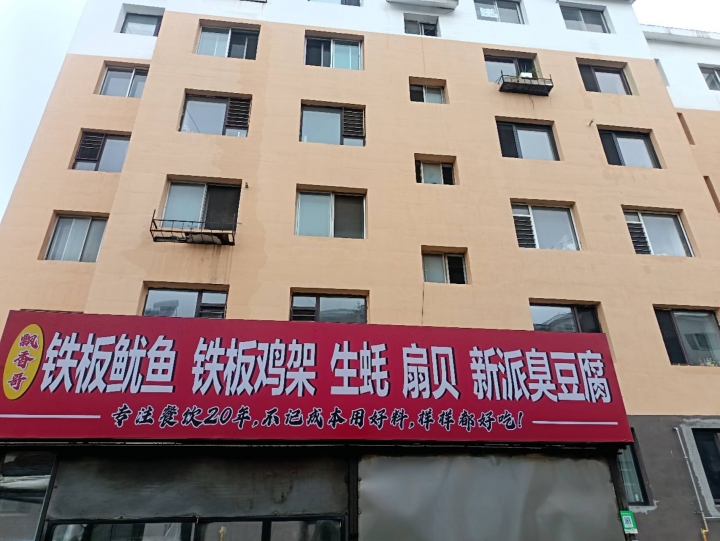 飘香哥
铁板鱿鱼 铁板鸡架 生蚝 扇贝 新派臭豆腐
专注餐饮20年,不记成本用好料,样样都好吃!